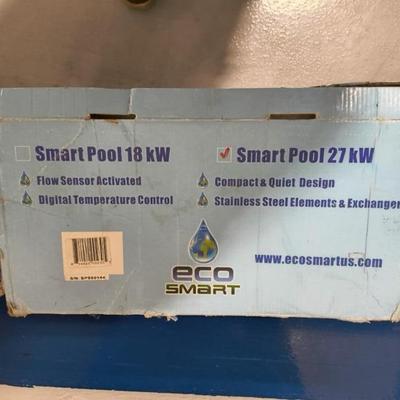 Smart Pool 18 kW
Smart Pool 27 kW
Flow Sensor Activated
Compact & Quiet Design
Digital Temperature Control
Stainless Steel Elements & Exchanger
www.ecosmartus.com
eco
SMART